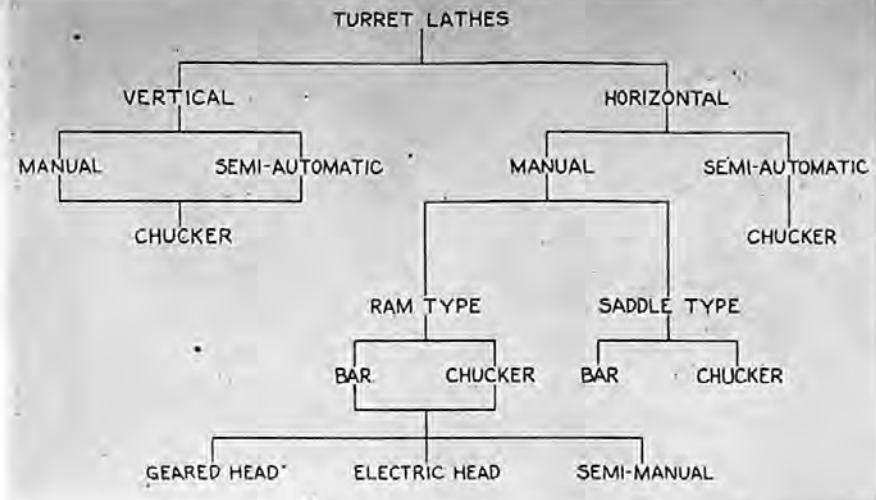 TURRET LATHES
VERTICAL HORIZONTAL
MANUAL SEMI-AUTOMATIC MANUAL SEMI-AUTOMATIC
CHUCKER CHUCKER
RAM TYPE SADDLE TYPE
BAR CHUCKER BAR CHUCKER
GEARED HEAD ELECTRIC HEAD SEMI-MANUAL